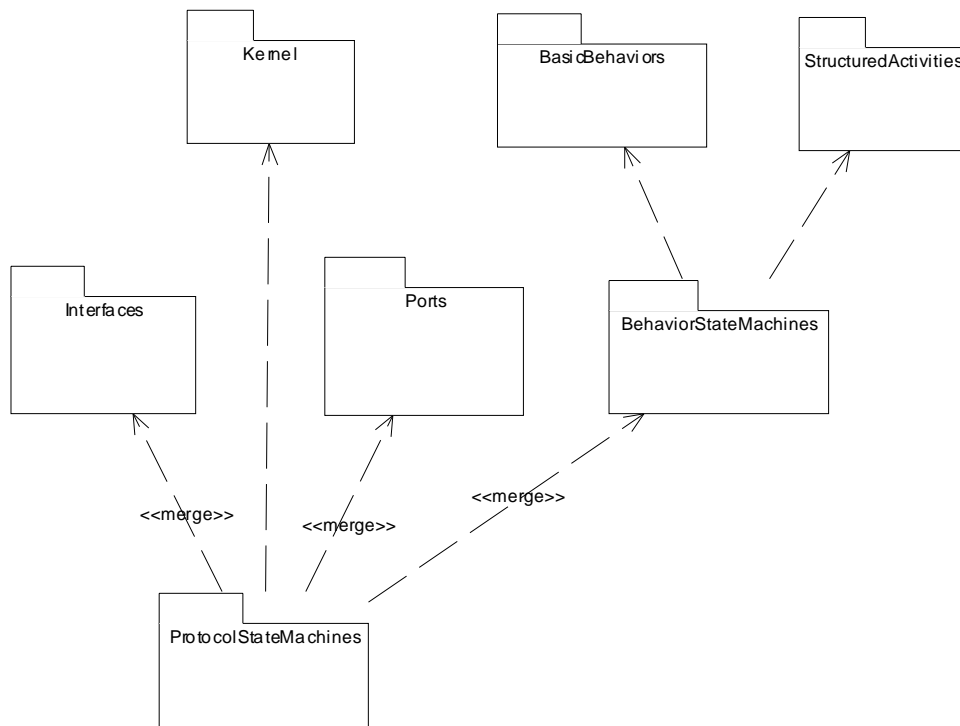 Kernel
BasicBehaviors
StructuredActivities
Interfaces
Ports
BehaviorStateMachines
<<merge>>
<<merge>>
<<merge>>
ProtocolStateMachines